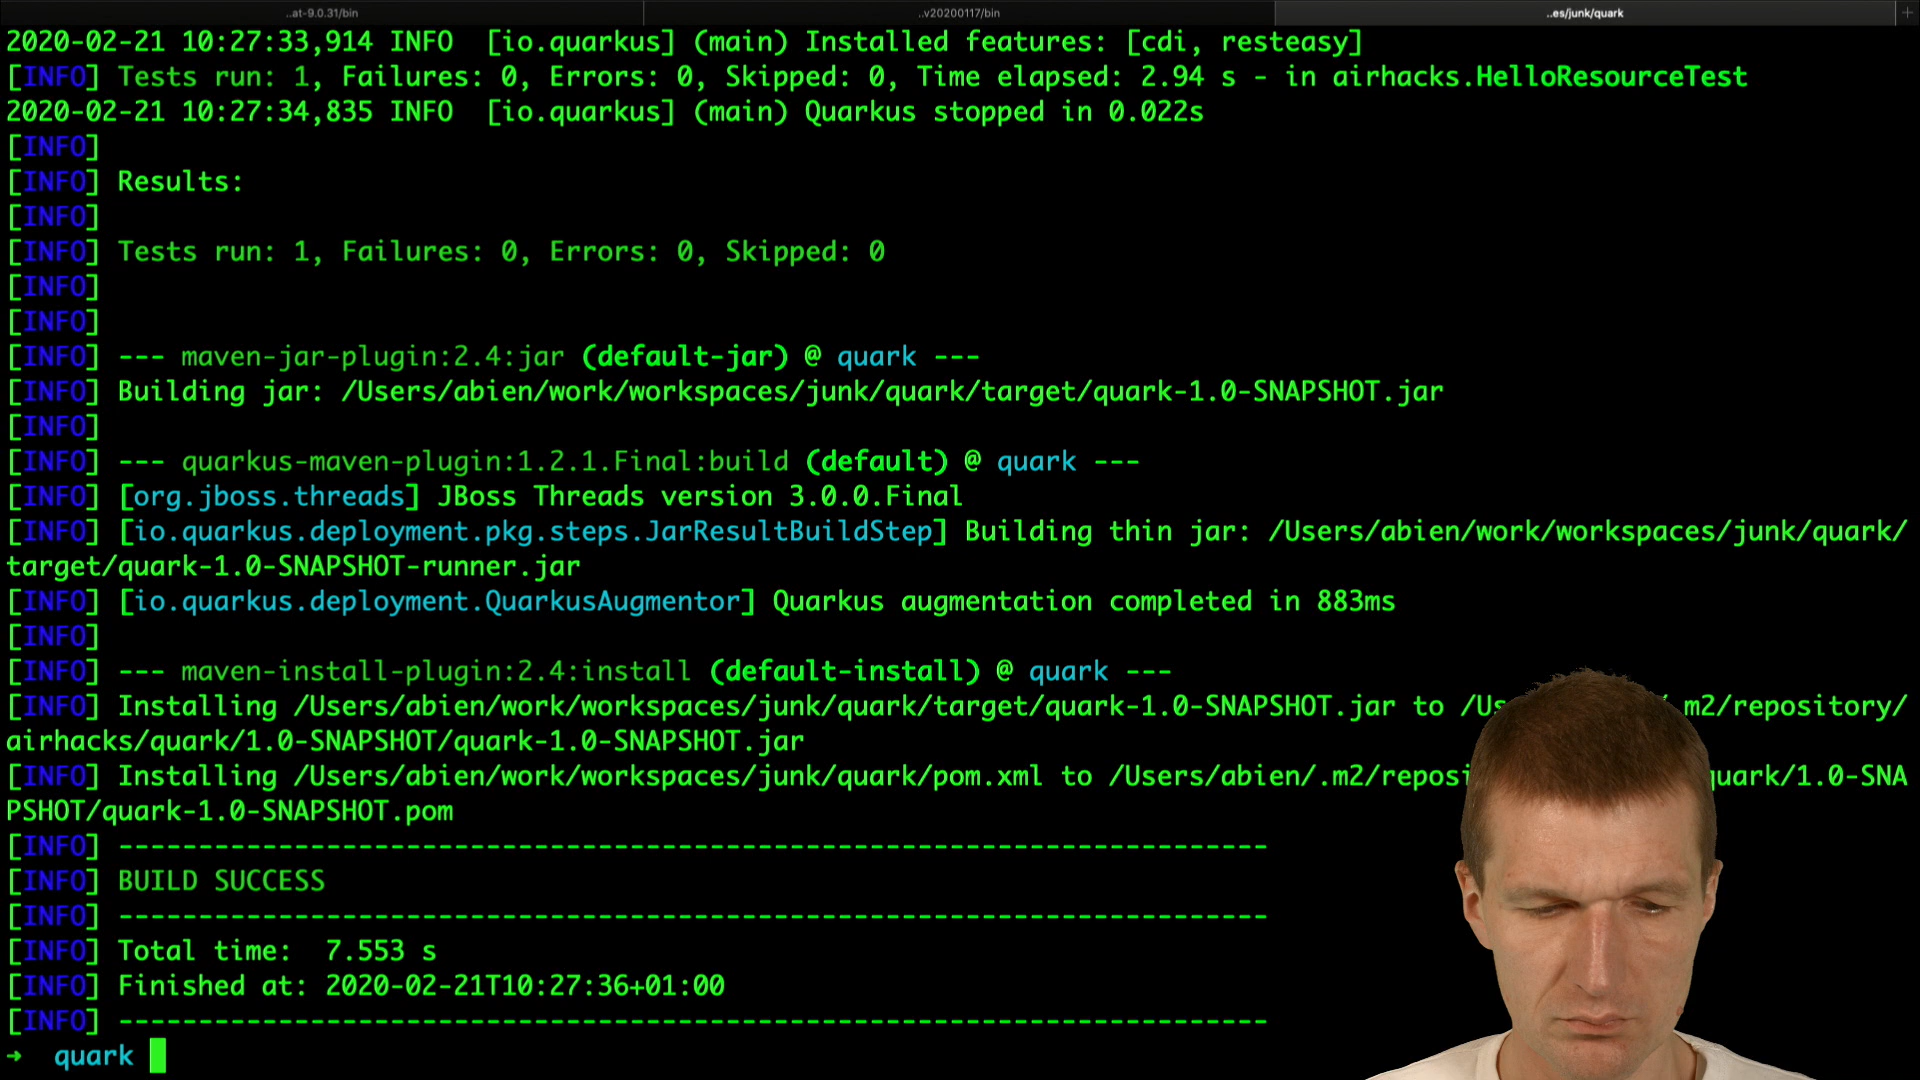 ..at-9.0.31/bin ..v20200117/bin ..es/junk/quark +
2020-02-21 10:27:33,914 INFO [io.quarkus] (main) Installed features: [cdi, resteasy]
[INFO] Tests run: 1, Failures: 0, Errors: 0, Skipped: 0, Time elapsed: 2.94 s - in airhacks.HelloResourceTest
2020-02-21 10:27:34,835 INFO [io.quarkus] (main) Quarkus stopped in 0.022s
[INFO]
[INFO] Results:
[INFO]
[INFO] Tests run: 1, Failures: 0, Errors: 0, Skipped: 0
[INFO]
[INFO]
[INFO] --- maven-jar-plugin:2.4:jar (default-jar) @ quark ---
[INFO] Building jar: /Users/abien/work/workspaces/junk/quark/target/quark-1.0-SNAPSHOT.jar
[INFO]
[INFO] --- quarkus-maven-plugin:1.2.1.Final:build (default) @ quark ---
[INFO] [org.jboss.threads] JBoss Threads version 3.0.0.Final
[INFO] [io.quarkus.deployment.pkg.steps.JarResultBuildStep] Building thin jar: /Users/abien/work/workspaces/junk/quark/
target/quark-1.0-SNAPSHOT-runner.jar
[INFO] [io.quarkus.deployment.QuarkusAugmentor] Quarkus augmentation completed in 883ms
[INFO]
[INFO] --- maven-install-plugin:2.4:install (default-install) @ quark ---
[INFO] Installing /Users/abien/work/workspaces/junk/quark/target/quark-1.0-SNAPSHOT.jar to m2/repository/
airhacks/quark/1.0-SNAPSHOT/quark-1.0-SNAPSHOT.jar
[INFO] Installing /Users/abien/work/workspaces/junk/quark/pom.xml to /Users/abien/.m2/ quark/1.0-SNA
PSHOT/quark-1.0-SNAPSHOT.pom
[INFO] ------------------------------------------------------------------------
[INFO] BUILD SUCCESS
[INFO] ------------------------------------------------------------------------
[INFO] Total time: 7.553 s
[INFO] Finished at: 2020-02-21T10:27:36+01:00
[INFO] ------------------------------------------------------------------------
➜ quark